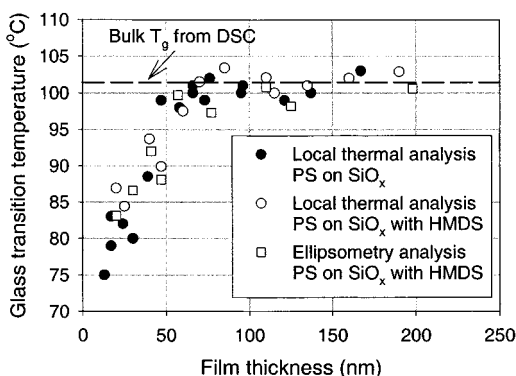 Glass transition temperature (°C)
110
105
100
95
90
85
80
75
70
Bulk Tg from DSC
Local thermal analysis
PS on SiOx
Local thermal analysis
PS on SiOx with HMDS
Ellipsometry analysis
PS on SiOx with HMDS
0 50 100 150 200 250
Film thickness (nm)